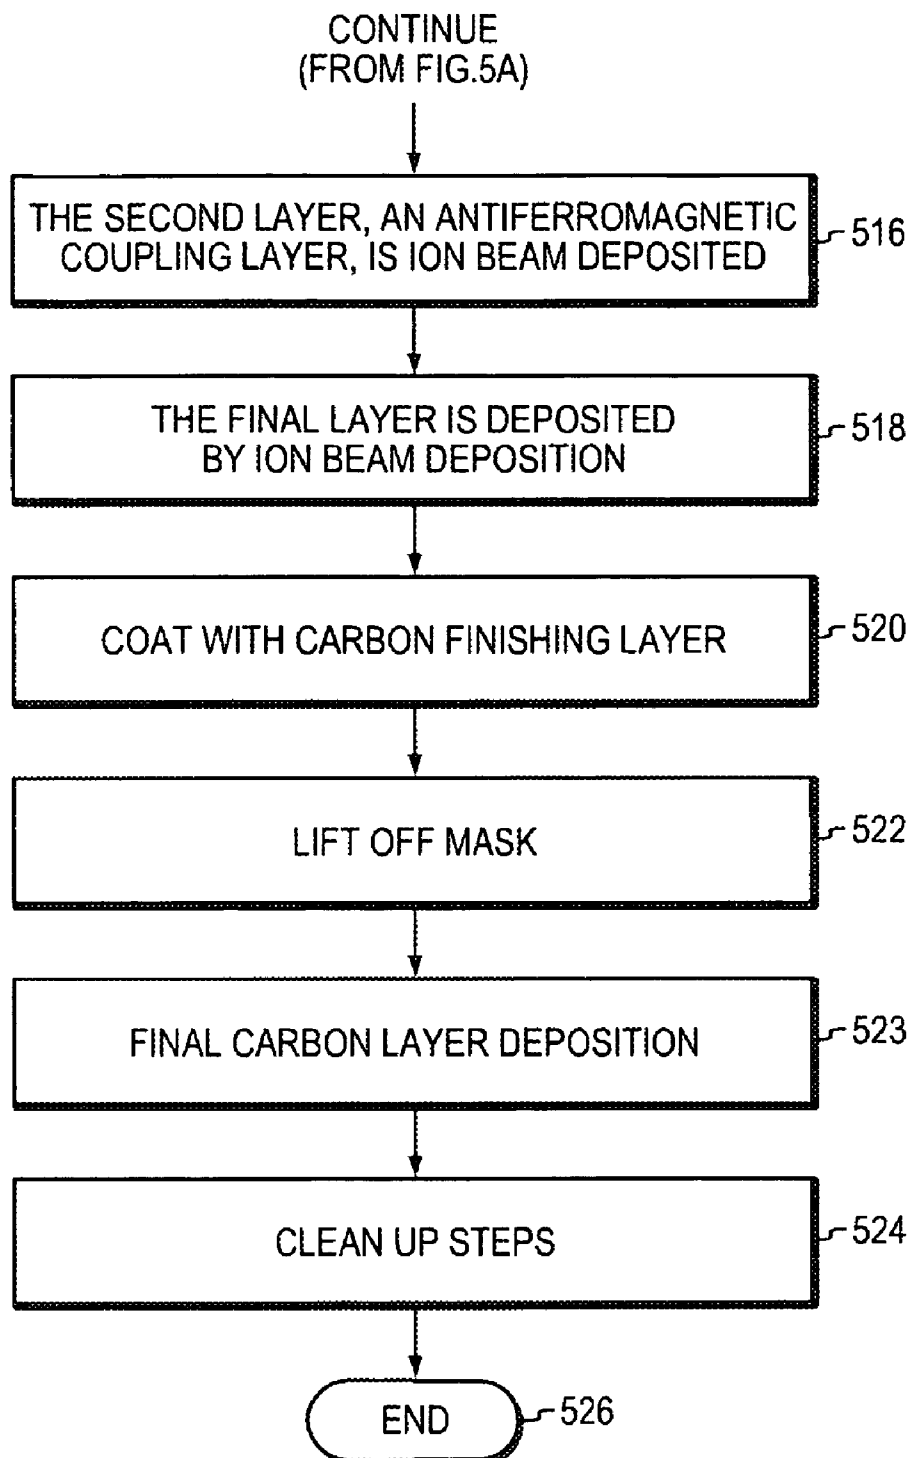 CONTINUE
(FROM FIG.5A)
THE SECOND LAYER, AN ANTIFERROMAGNETIC
COUPLING LAYER, IS ION BEAM DEPOSITED
516
THE FINAL LAYER IS DEPOSITED
BY ION BEAM DEPOSITION
518
COAT WITH CARBON FINISHING LAYER
520
LIFT OFF MASK
522
FINAL CARBON LAYER DEPOSITION
523
CLEAN UP STEPS
524
END
526